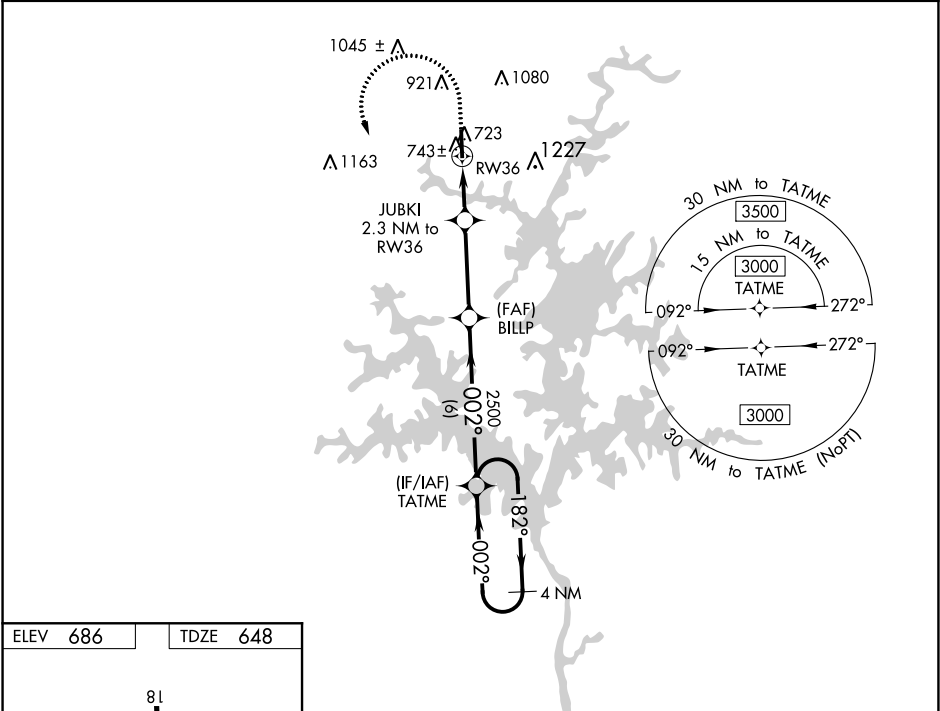 1045 ±
921
1080
723
743±
1163
RW36
1227
JUBKI
2.3 NM to
RW36
(FAF)
BILLP
2500
002°
(6)
(IF/IAF)
TATME
182°
002°
4 NM
30 NM to TATME
3500
15 NM to TATME
3000
TATME
092°
272°
092°
272°
TATME
3000
30 NM to TATME (NoPT)
ELEV 686
TDZE 648
18